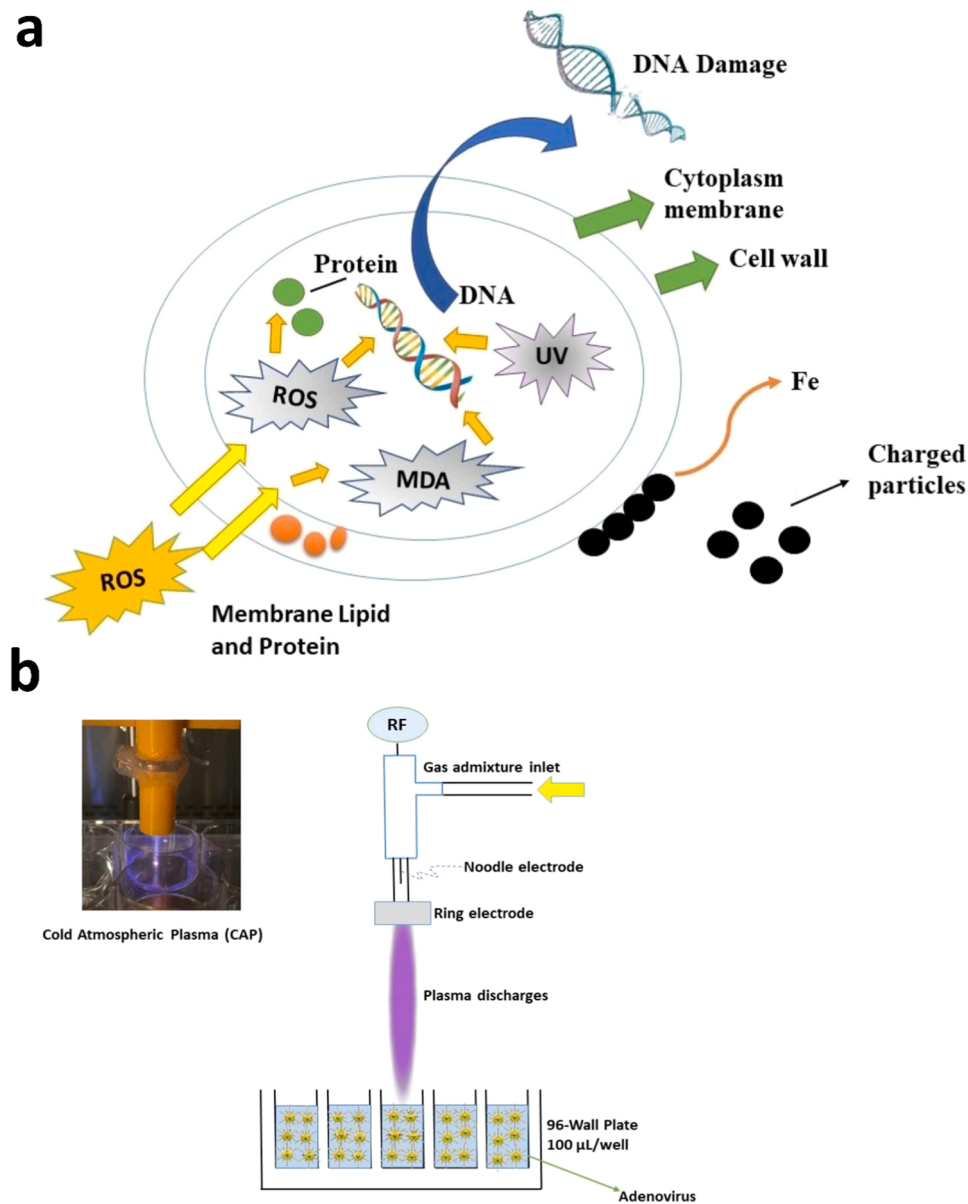 a
DNA Damage
Cytoplasm
membrane
Cell wall
Protein
DNA
UV
ROS
Fe
MDA
Charged
particles
ROS
Membrane Lipid
and Protein
b
RF
Gas admixture inlet
Noodle electrode
Ring electrode
Cold Atmospheric Plasma (CAP)
Plasma discharges
96-Wall Plate
100 µL/well
Adenovirus